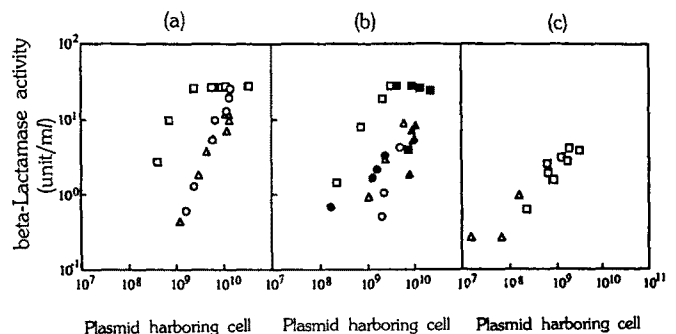 (a) (b) (c)
beta-Lactamase activity
(unit/ml)
10²
10¹
10⁰
10⁻¹
10⁷ 10⁸ 10⁹ 10¹⁰ 10⁷ 10⁸ 10⁹ 10¹⁰ 10⁷ 10⁸ 10⁹ 10¹⁰ 10¹¹
Plasmid harboring cell Plasmid harboring cell Plasmid harboring cell